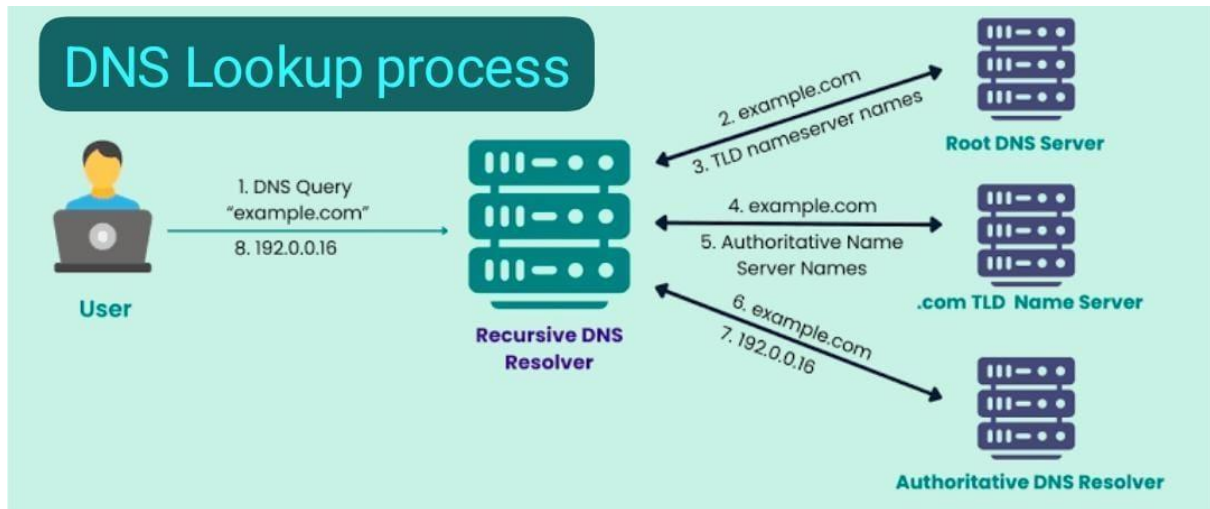 DNS Lookup process
1. DNS Query
“example.com”
8. 192.0.0.16
User
Recursive DNS
Resolver
2. example.com
3. TLD nameserver names
Root DNS Server
4. example.com
5. Authoritative Name
Server Names
.com TLD Name Server
6. example.com
7. 192.0.0.16
Authoritative DNS Resolver